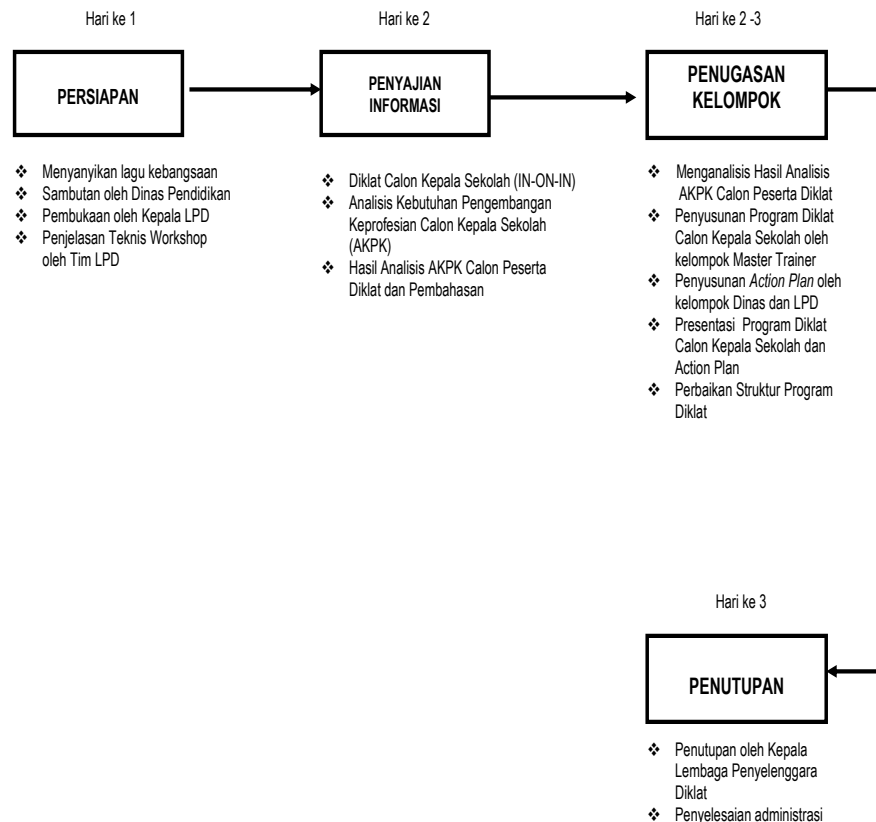 Hari ke 1
PERSIAPAN
❖ Menyanyikan lagu kebangsaan
❖ Sambutan oleh Dinas Pendidikan
❖ Pembukaan oleh Kepala LPD
❖ Penjelasan Teknis Workshop
oleh Tim LPD
Hari ke 2
PENYAJIAN
INFORMASI
❖ Diklat Calon Kepala Sekolah (IN-ON-IN)
❖ Analisis Kebutuhan Pengembangan
Keprofesian Calon Kepala Sekolah
(AKPK)
❖ Hasil Analisis AKPK Calon Peserta
Diklat dan Pembahasan
Hari ke 2 -3
PENUGASAN
KELOMPOK
❖ Menganalisis Hasil Analisis
AKPK Calon Peserta Diklat
❖ Penyusunan Program Diklat
Calon Kepala Sekolah oleh
kelompok Master Trainer
❖ Penyusunan Action Plan oleh
kelompok Dinas dan LPD
❖ Presentasi Program Diklat
Calon Kepala Sekolah dan
Action Plan
❖ Perbaikan Struktur Program
Diklat
Hari ke 3
PENUTUPAN
❖ Penutupan oleh Kepala
Lembaga Penyelenggara
Diklat
❖ Penyelesaian administrasi